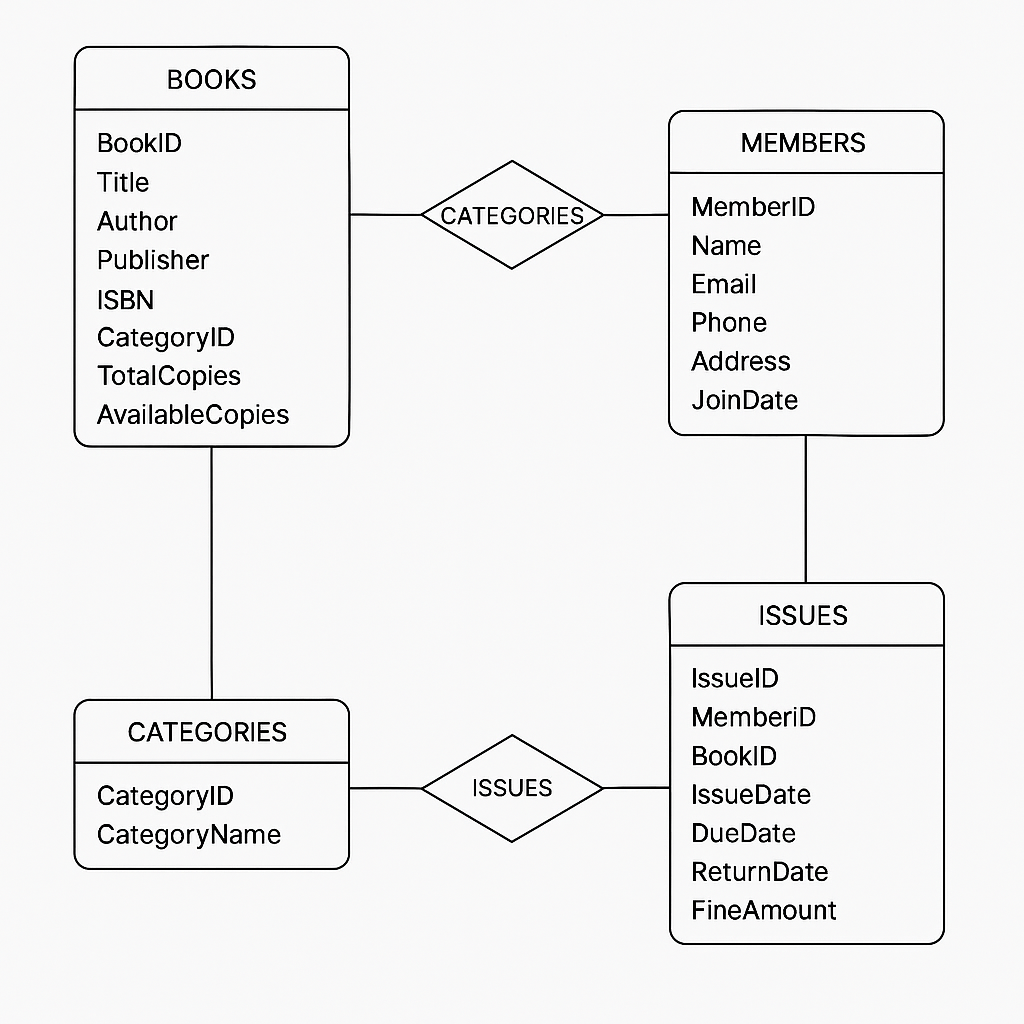 BOOKS
BookID
Title
Author
Publisher
ISBN
CategoryID
TotalCopies
AvailableCopies
CATEGORIES
MEMBERS
MemberID
Name
Email
Phone
Address
JoinDate
CATEGORIES
CategoryID
CategoryName
ISSUES
ISSUES
IssueID
MemberiD
BookID
IssueDate
DueDate
ReturnDate
FineAmount